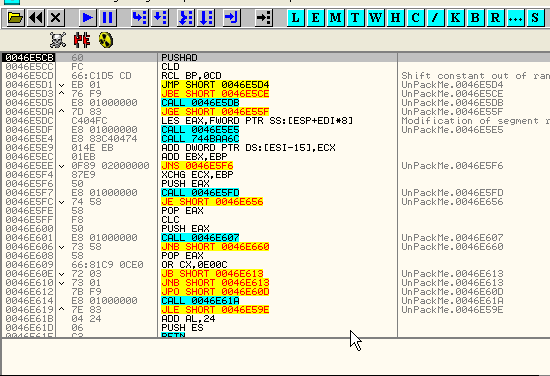 L E M T W H C / K B R ... S
0046E5CB 60 PUSHAD
0046E5CC FC CLD
0046E5CD 66:C1D5 CD RCL BP,0CD Shift constant out of ran
0046E5D1 EB 01 JMP SHORT 0046E5D4 UnPackMe.0046E5D4
0046E5D3 76 F9 JBE SHORT 0046E5CE UnPackMe.0046E5CE
0046E5D5 E8 01000000 CALL 0046E5DB UnPackMe.0046E5DB
0046E5DA 7D 83 JGE SHORT 0046E55F UnPackMe.0046E55F
0046E5DC C404FC LES EAX,FWORD PTR SS:[ESP+EDI*8] Modification of segment r
0046E5DF E8 01000000 CALL 0046E5E5 UnPackMe.0046E5E5
0046E5E4 E8 83C40474 CALL 744BAA6C
0046E5E9 014E EB ADD DWORD PTR DS:[ESI-15],ECX
0046E5EC 01EB ADD EBX,EBP
0046E5EE 0F89 02000000 JNS 0046E5F6 UnPackMe.0046E5F6
0046E5F4 87E9 XCHG ECX,EBP
0046E5F6 50 PUSH EAX
0046E5F7 E8 01000000 CALL 0046E5FD UnPackMe.0046E5FD
0046E5FC 74 58 JE SHORT 0046E656 UnPackMe.0046E656
0046E5FE 58 POP EAX
0046E5FF F8 CLC
0046E600 50 PUSH EAX
0046E601 E8 01000000 CALL 0046E607 UnPackMe.0046E607
0046E606 73 58 JNB SHORT 0046E660 UnPackMe.0046E660
0046E608 58 POP EAX
0046E609 66:81C9 0CE0 OR CX,0E00C
0046E60E 72 03 JB SHORT 0046E613 UnPackMe.0046E613
0046E610 73 01 JNB SHORT 0046E613 UnPackMe.0046E613
0046E612 7B F9 JPO SHORT 0046E60D UnPackMe.0046E60D
0046E614 E8 01000000 CALL 0046E61A UnPackMe.0046E61A
0046E619 7E 83 JLE SHORT 0046E59E UnPackMe.0046E59E
0046E61B 04 24 ADD AL,24
0046E61D 06 PUSH ES
0046E61E C3 RETN